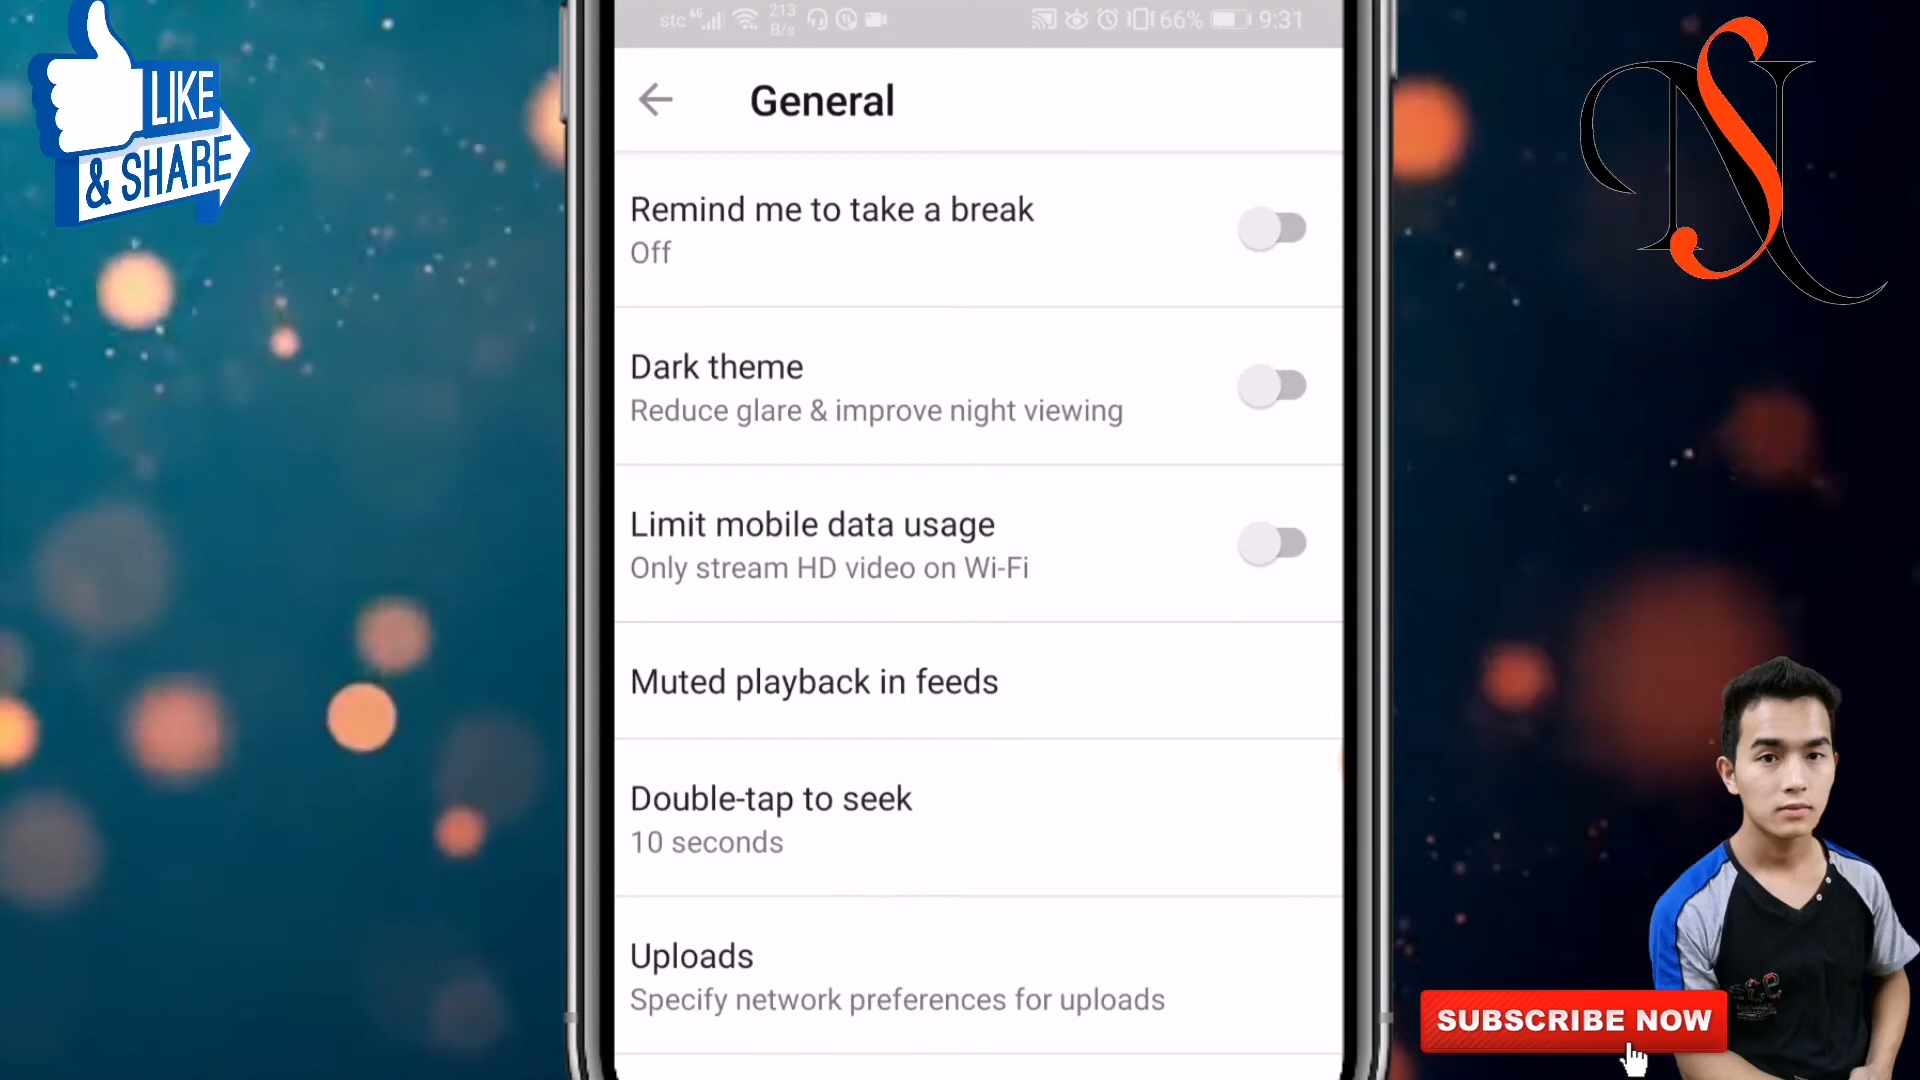 stc 4G 213 B/s 66% 9:31
LIKE
& SHARE
NS
General
Remind me to take a break
Off
Dark theme
Reduce glare & improve night viewing
Limit mobile data usage
Only stream HD video on Wi-Fi
Muted playback in feeds
Double-tap to seek
10 seconds
Uploads
Specify network preferences for uploads
SUBSCRIBE NOW